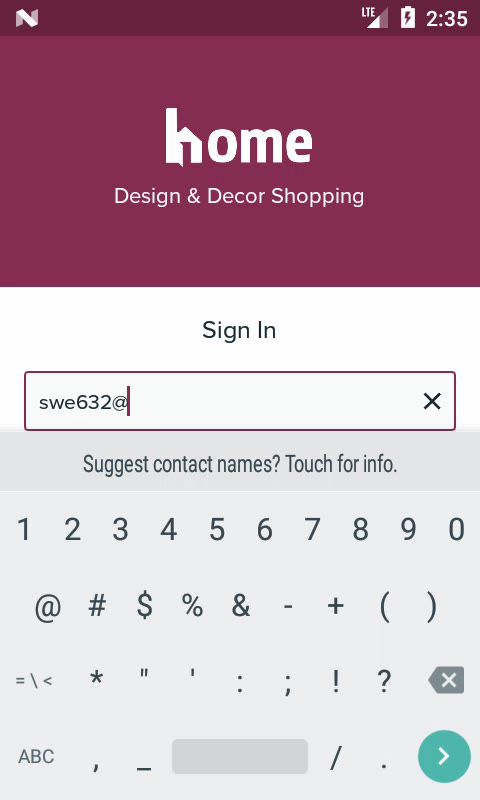 LTE 2:35
home
Design & Decor Shopping
Sign In
swe632@
Suggest contact names? Touch for info.
1 2 3 4 5 6 7 8 9 0
@ # $ % & - + ( )
= \ < * " ' : ; ! ?
ABC , _ / .